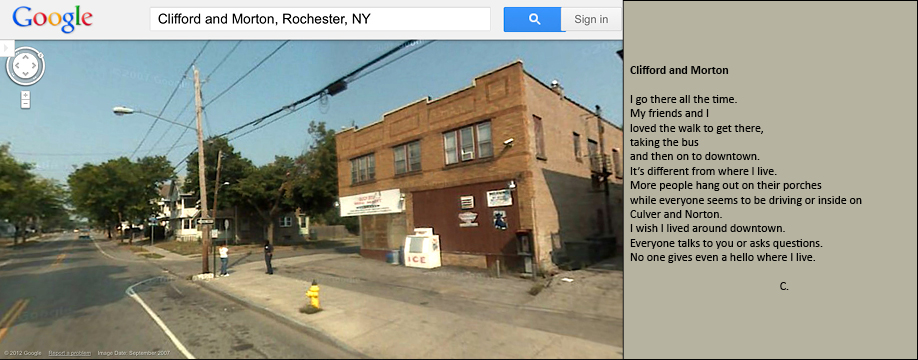 Google
Clifford and Morton, Rochester, NY
Sign in
ICE
© 2012 Google Report a problem Image Date: September 2007
Clifford and Morton
I go there all the time.
My friends and I
loved the walk to get there,
taking the bus
and then on to downtown.
It's different from where I live.
More people hang out on their porches
while everyone seems to be driving or inside on
Culver and Norton.
I wish I lived around downtown.
Everyone talks to you or asks questions.
No one gives even a hello where I live.
C.